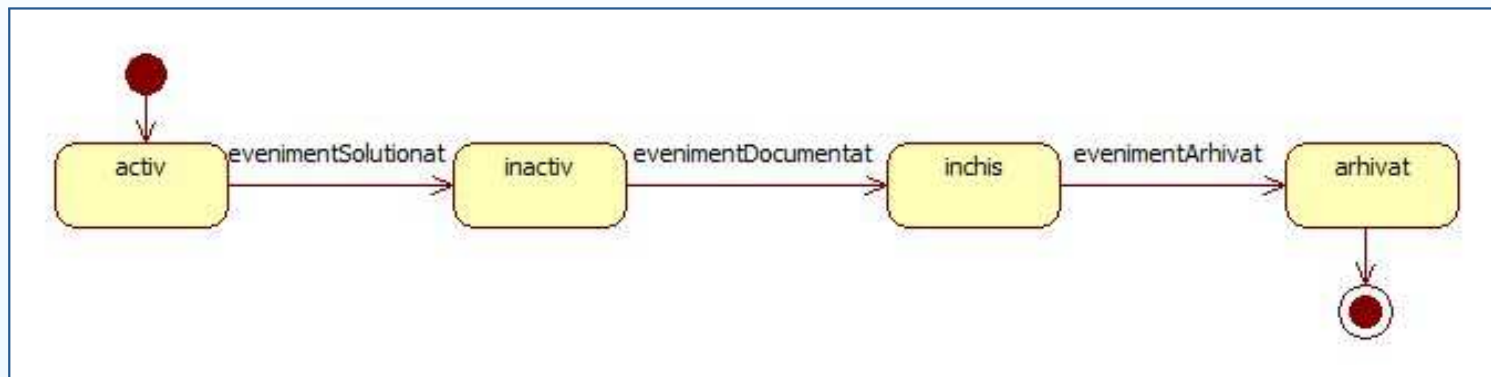 activ
evenimentSolutionat
inactiv
evenimentDocumentat
inchis
evenimentArhivat
arhivat